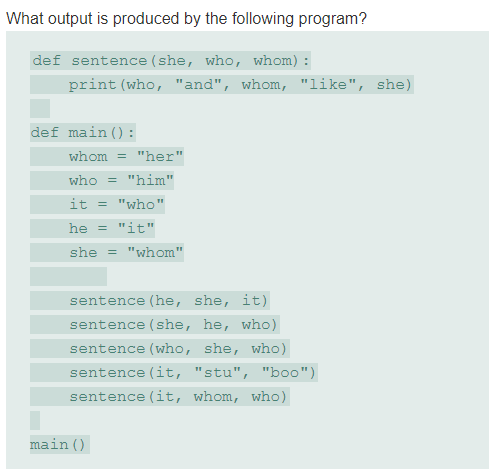 What output is produced by the following program?
def sentence(she, who, whom):
    print(who, "and", whom, "like", she)
def main():
    whom = "her"
    who = "him"
    it = "who"
    he = "it"
    she = "whom"
    sentence(he, she, it)
    sentence(she, he, who)
    sentence(who, she, who)
    sentence(it, "stu", "boo")
    sentence(it, whom, who)
main()